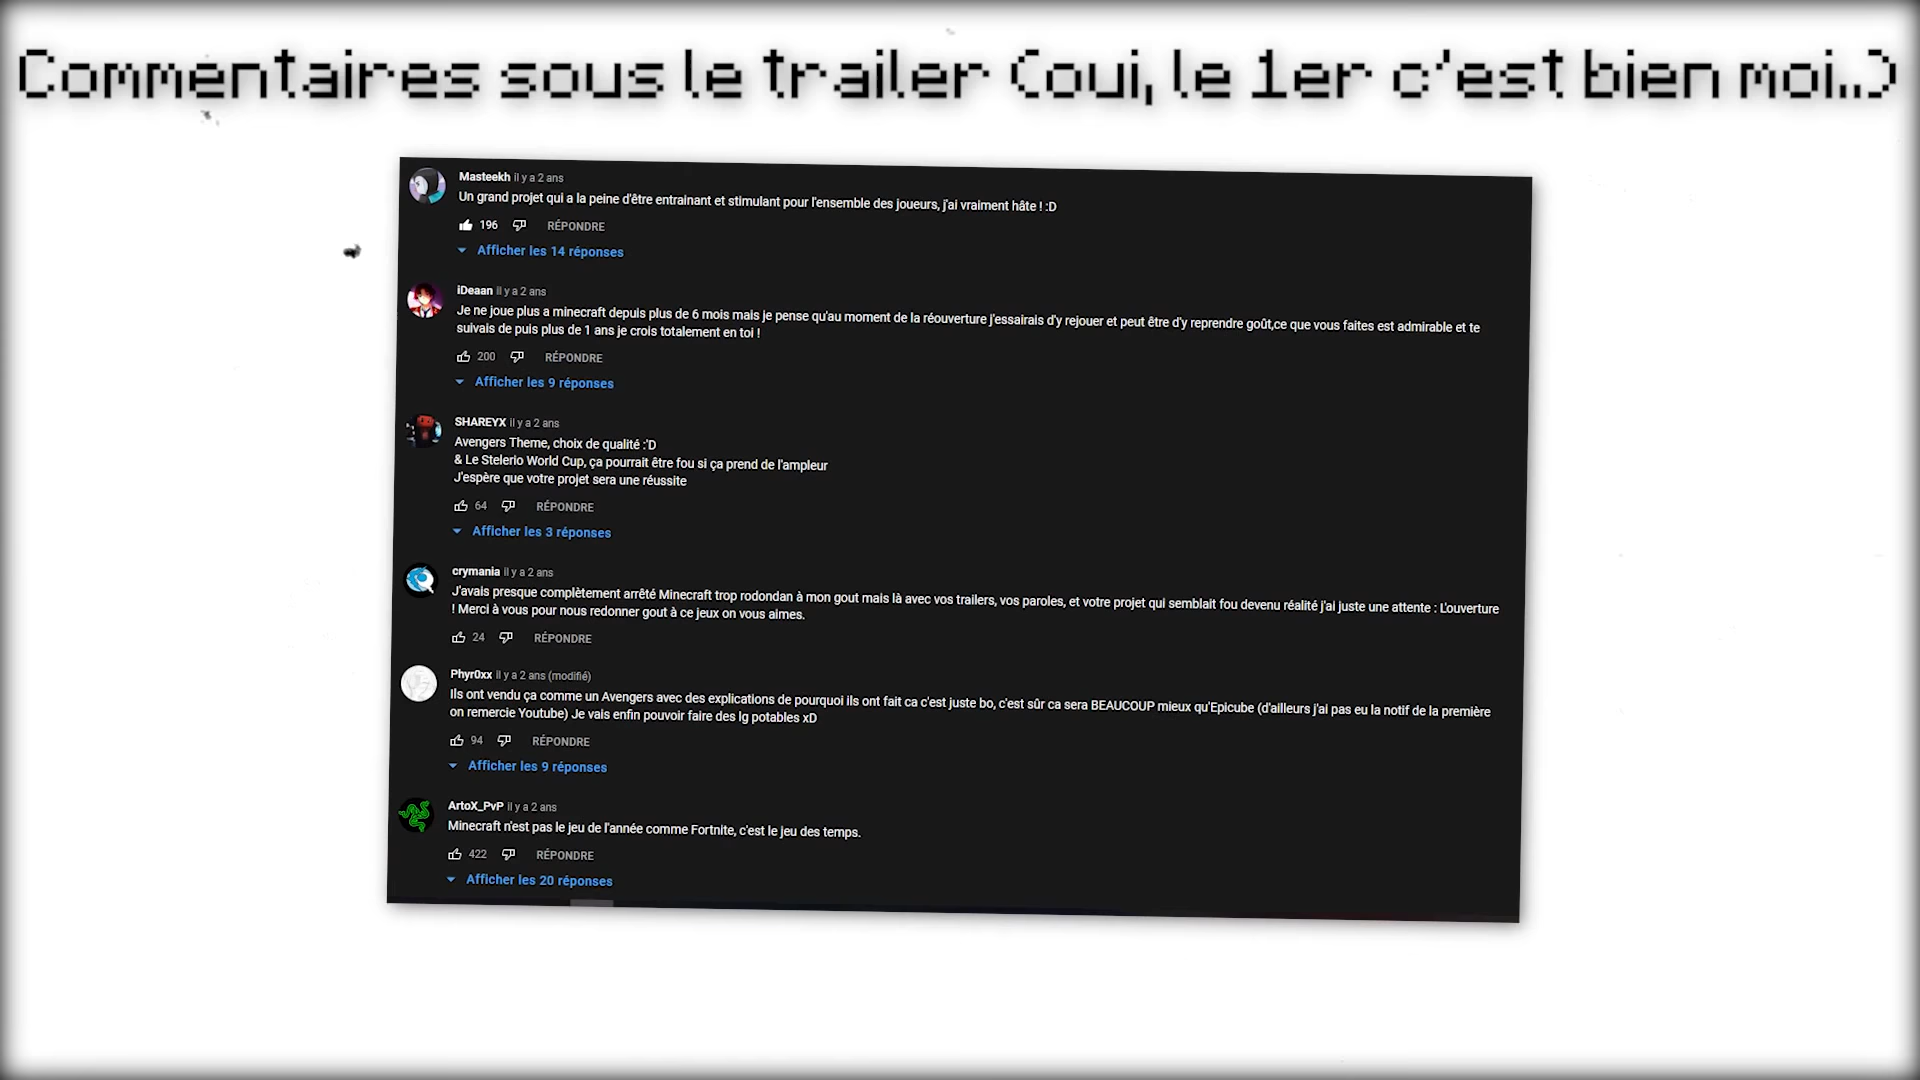 Commentaires sous le trailer (oui, le 1er c'est bien moi..)
Masteekh il y a 2 ans
Un grand projet qui a la peine d'être entrainant et stimulant pour l'ensemble des joueurs, j'ai vraiment hâte ! :D
196 RÉPONDRE
Afficher les 14 réponses
iDeaan il y a 2 ans
Je ne joue plus a minecraft depuis plus de 6 mois mais je pense qu'au moment de la réouverture j'essairais d'y rejouer et peut être d'y reprendre goût,ce que vous faites est admirable et te
suivais de puis plus de 1 ans je crois totalement en toi !
200 RÉPONDRE
Afficher les 9 réponses
SHAREYX il y a 2 ans
Avengers Theme, choix de qualité :'D
& Le Stelerio World Cup, ça pourrait être fou si ça prend de l'ampleur
J'espère que votre projet sera une réussite
64 RÉPONDRE
Afficher les 3 réponses
crymania il y a 2 ans
J'avais presque complètement arrêté Minecraft trop rodondan à mon gout mais là avec vos trailers, vos paroles, et votre projet qui semblait fou devenu réalité j'ai juste une attente : L'ouverture
! Merci à vous pour nous redonner gout à ce jeux on vous aimes.
24 RÉPONDRE
Phyr0xx il y a 2 ans (modifié)
Ils ont vendu ça comme un Avengers avec des explications de pourquoi ils ont fait ca c'est juste bo, c'est sûr ca sera BEAUCOUP mieux qu'Epicube (d'ailleurs j'ai pas eu la notif de la première
on remercie Youtube) Je vais enfin pouvoir faire des lg potables xD
94 RÉPONDRE
Afficher les 9 réponses
ArtoX_PvP il y a 2 ans
Minecraft n'est pas le jeu de l'année comme Fortnite, c'est le jeu des temps.
422 RÉPONDRE
Afficher les 20 réponses